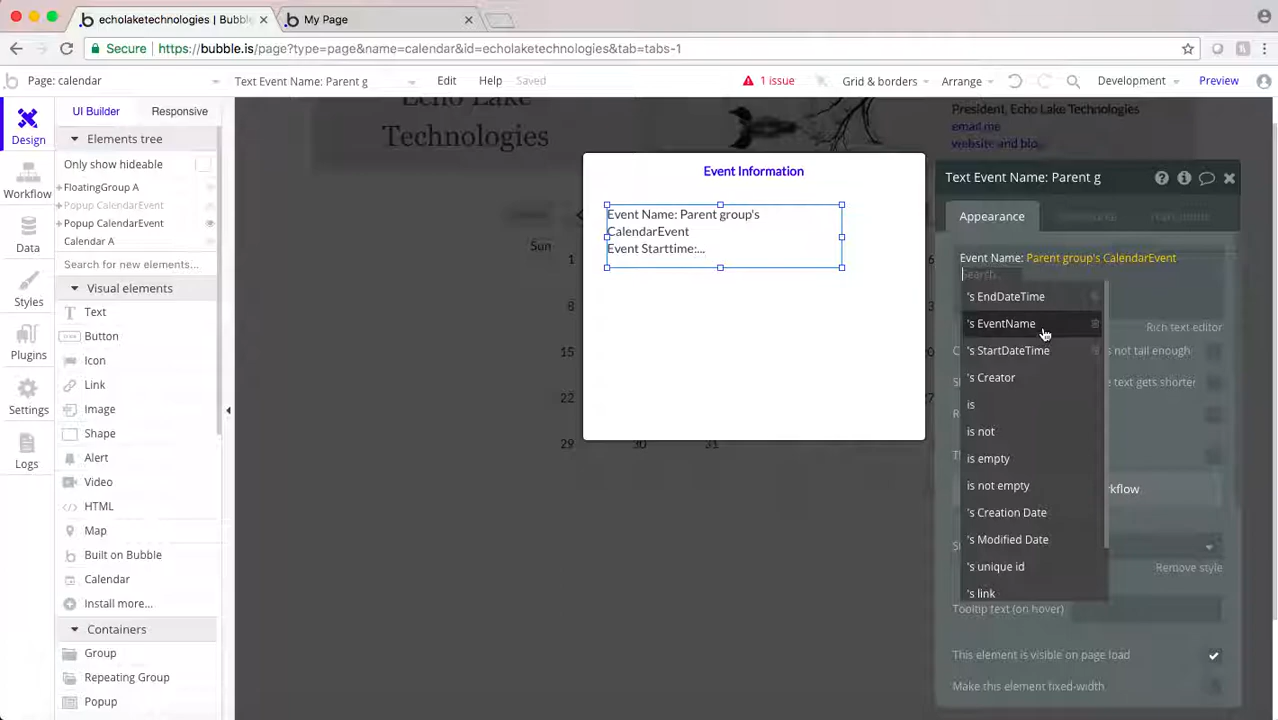 echolaketechnologies | Bubble
My Page
Secure
https://bubble.is/page?type=page&name=calendar&id=echolaketechnologies&tab=tabs-1
Page: calendar
Text Event Name: Parent g
Edit
Help
Saved
1 issue
Grid & borders
Arrange
Development
Preview
Design
Workflow
Data
Styles
Plugins
Settings
Logs
UI Builder
Responsive
Elements tree
Only show hideable
FloatingGroup A
Popup CalendarEvent
Popup CalendarEvent
Calendar A
Search for new elements...
Visual elements
Text
Button
Icon
Link
Image
Shape
Alert
Video
HTML
Map
Built on Bubble
Calendar
Install more...
Containers
Group
Repeating Group
Popup
Echo Lake
Technologies
President, Echo Lake Technologies
email me
website and blo
Sun
1
8
15
22
29
30
31
27
Event Information
Event Name: Parent group's
CalendarEvent
Event Starttime:...
Text Event Name: Parent g
Appearance
Event Name: Parent group's CalendarEvent
Search...
's EndDateTime
's EventName
's StartDateTime
's Creator
is
is not
is empty
is not empty
's Creation Date
's Modified Date
's unique id
's link
Rich text editor
is not tall enough
e text gets shorter
rkflow
Remove style
Tooltip text (on hover)
This element is visible on page load
Make this element fixed-width